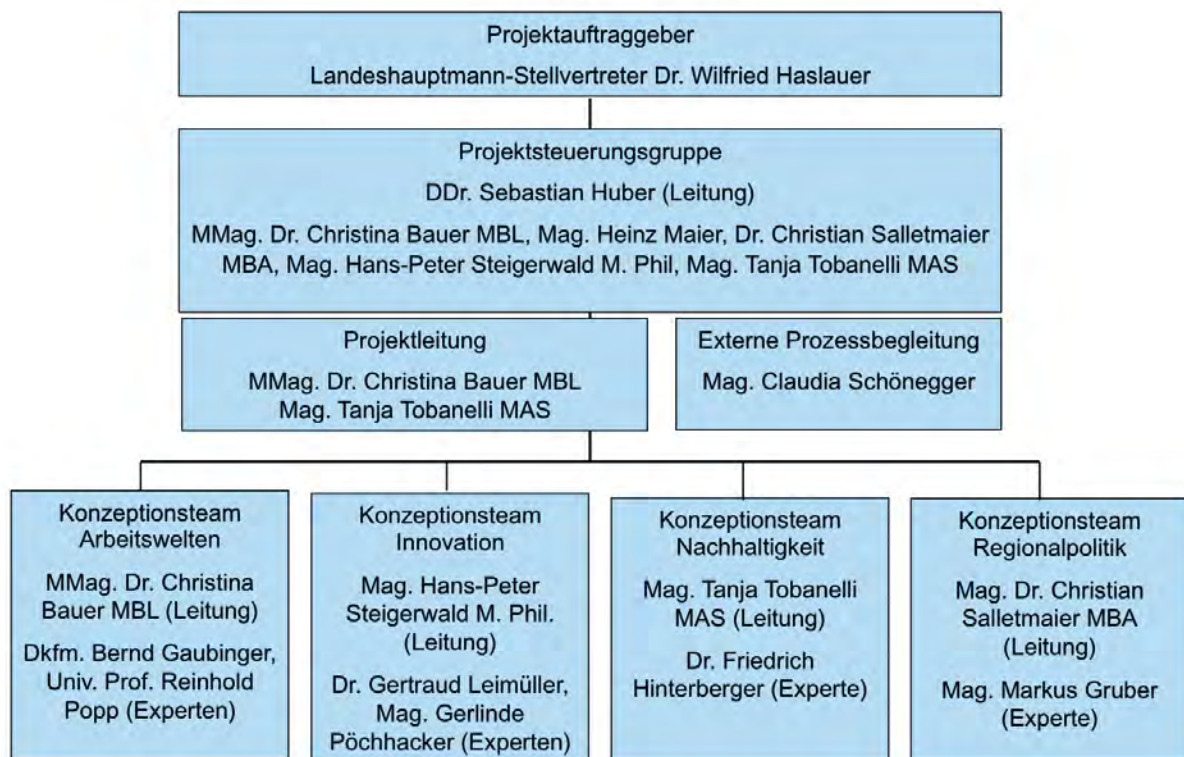 Projektauftraggeber
Landeshauptmann-Stellvertreter Dr. Wilfried Haslauer
Projektsteuerungsgruppe
DDr. Sebastian Huber (Leitung)
MMag. Dr. Christina Bauer MBL, Mag. Heinz Maier, Dr. Christian Salletmaier
MBA, Mag. Hans-Peter Steigerwald M. Phil, Mag. Tanja Tobanelli MAS
Projektleitung
MMag. Dr. Christina Bauer MBL
Mag. Tanja Tobanelli MAS
Externe Prozessbegleitung
Mag. Claudia Schönegger
Konzeptionsteam
Arbeitswelten
MMag. Dr. Christina
Bauer MBL (Leitung)
Dkfm. Bernd Gaubinger,
Univ. Prof. Reinhold
Popp (Experten)
Konzeptionsteam
Innovation
Mag. Hans-Peter
Steigerwald M. Phil.
(Leitung)
Dr. Gertraud Leimüller,
Mag. Gerlinde
Pöchhacker (Experten)
Konzeptionsteam
Nachhaltigkeit
Mag. Tanja Tobanelli
MAS (Leitung)
Dr. Friedrich
Hinterberger (Experte)
Konzeptionsteam
Regionalpolitik
Mag. Dr. Christian
Salletmaier MBA
(Leitung)
Mag. Markus Gruber
(Experte)